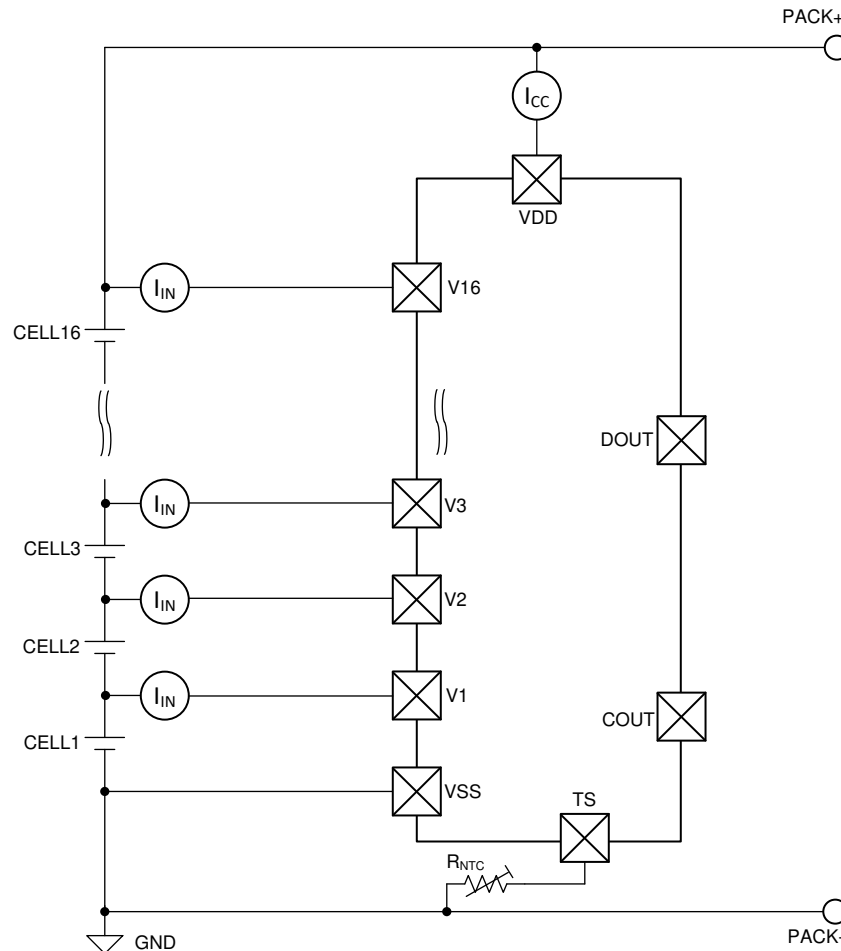 PACK+
ICC
VDD
IIN
V16
CELL16
DOUT
IIN
V3
CELL3
IIN
V2
CELL2
IIN
V1
COUT
CELL1
VSS
TS
RNTC
GND
PACK-